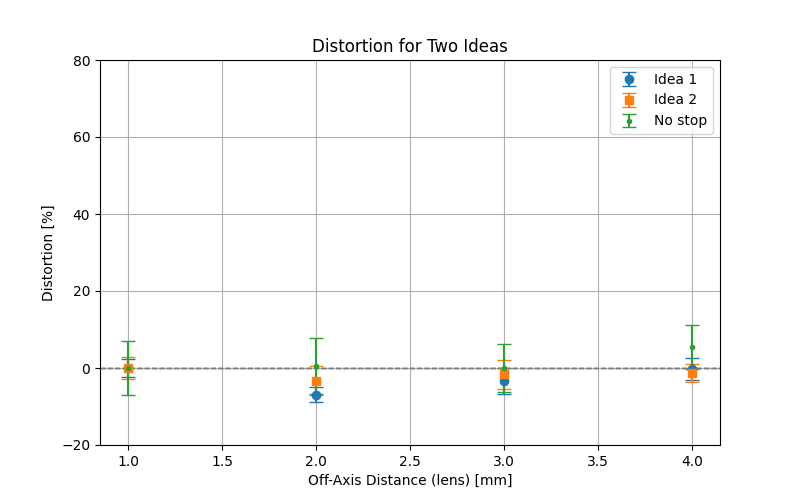 Distortion for Two Ideas
Idea 1
Idea 2
No stop
Distortion [%]
80
60
40
20
0
−20
1.0 1.5 2.0 2.5 3.0 3.5 4.0
Off-Axis Distance (lens) [mm]